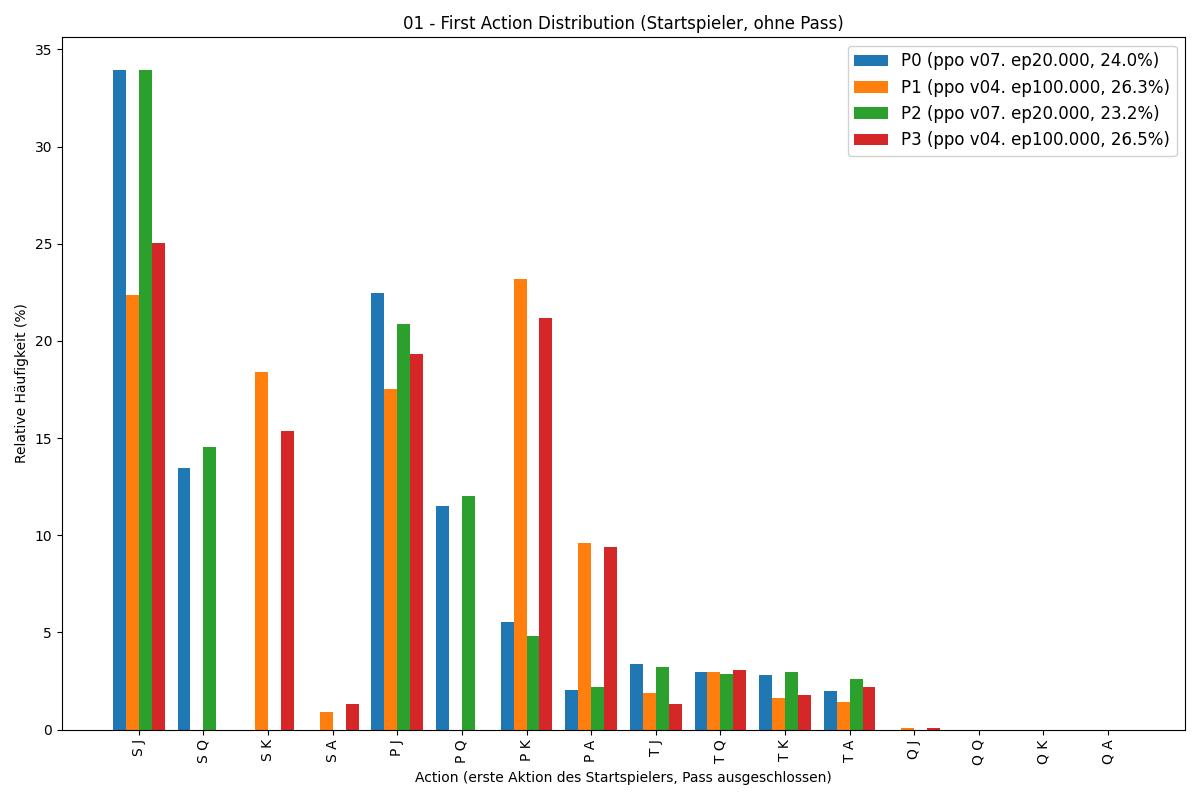 01 - First Action Distribution (Startspieler, ohne Pass)
P0 (ppo v07. ep20.000, 24.0%)
P1 (ppo v04. ep100.000, 26.3%)
P2 (ppo v07. ep20.000, 23.2%)
P3 (ppo v04. ep100.000, 26.5%)
Relative Häufigkeit (%)
35
30
25
20
15
10
5
0
S J
S Q
S K
S A
P J
P Q
P K
P A
T J
T Q
T K
T A
Q J
Q Q
Q K
Q A
Action (erste Aktion des Startspielers, Pass ausgeschlossen)